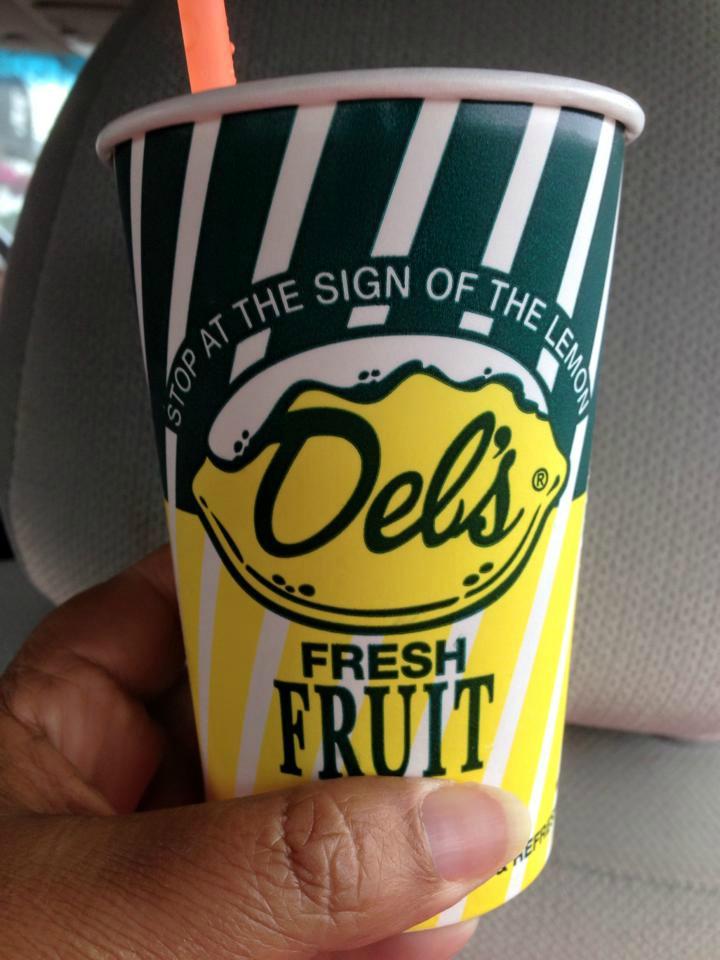 STOP AT THE SIGN OF THE LEMON
Del's ®
FRESH
FRUIT